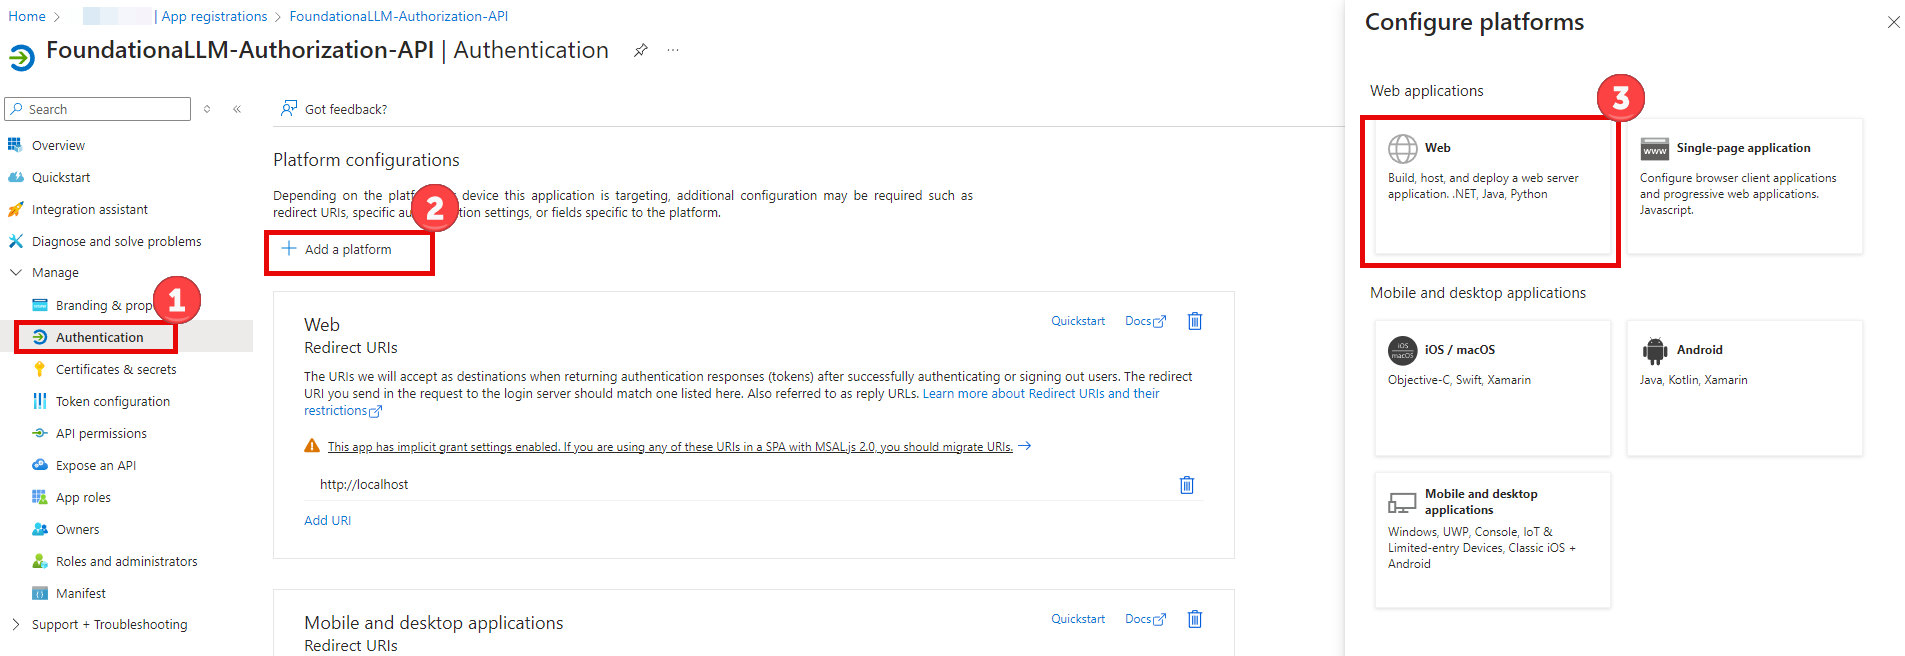 Home > | App registrations > FoundationaLLM-Authorization-API
FoundationaLLM-Authorization-API | Authentication
Search
Overview
Quickstart
Integration assistant
Diagnose and solve problems
Manage
Branding & prop
1
Authentication
Certificates & secrets
Token configuration
API permissions
Expose an API
App roles
Owners
Roles and administrators
Manifest
Support + Troubleshooting
Got feedback?
Platform configurations
Depending on the platf device this application is targeting, additional configuration may be required such as
redirect URIs, specific au tion settings, or fields specific to the platform.
2
Add a platform
Web
Quickstart
Docs
Redirect URIs
The URIs we will accept as destinations when returning authentication responses (tokens) after successfully authenticating or signing out users. The redirect
URI you send in the request to the login server should match one listed here. Also referred to as reply URLs. Learn more about Redirect URIs and their
restrictions
This app has implicit grant settings enabled. If you are using any of these URIs in a SPA with MSAL.js 2.0, you should migrate URIs.
http://localhost
Add URI
Mobile and desktop applications
Quickstart
Docs
Redirect URIs
Configure platforms
Web applications
3
Web
Build, host, and deploy a web server
application. .NET, Java, Python
www
Single-page application
Configure browser client applications
and progressive web applications.
Javascript.
Mobile and desktop applications
iOS
macOS
iOS / macOS
Objective-C, Swift, Xamarin
Android
Java, Kotlin, Xamarin
Mobile and desktop
applications
Windows, UWP, Console, IoT &
Limited-entry Devices, Classic iOS +
Android